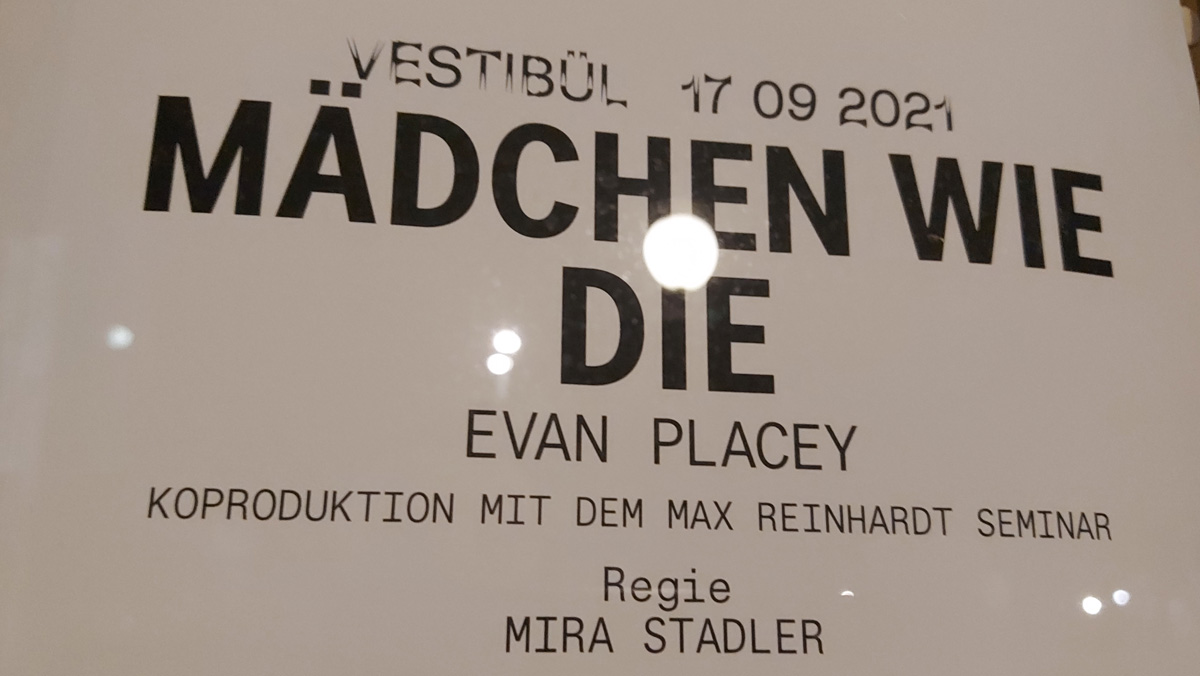 VESTIBÜL 17 09 2021
MÄDCHEN WIE
DIE
EVAN PLACEY
KOPRODUKTION MIT DEM MAX REINHARDT SEMINAR
Regie
MIRA STADLER